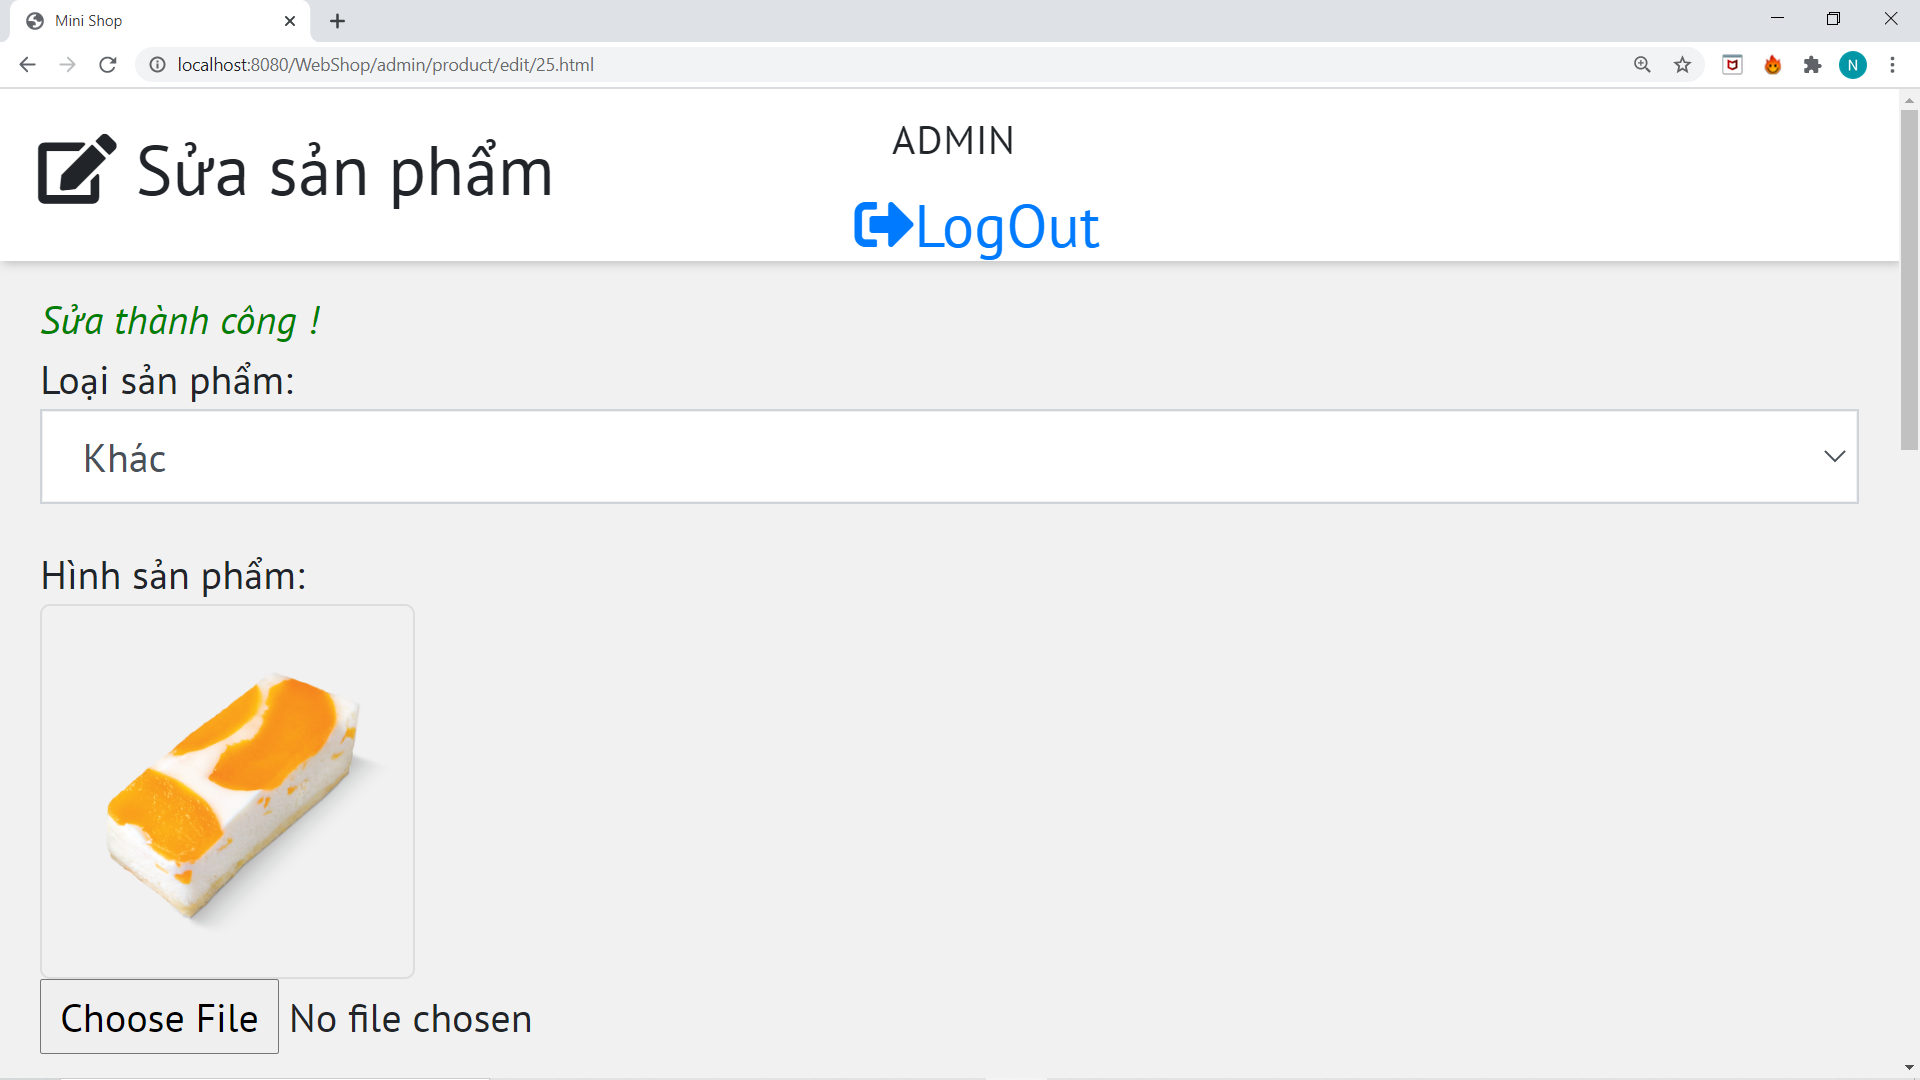 Mini Shop
localhost:8080/WebShop/admin/product/edit/25.html
N
Sửa sản phẩm
ADMIN
LogOut
Sửa thành công !
Loại sản phẩm:
Khác
Hình sản phẩm:
Choose File No file chosen